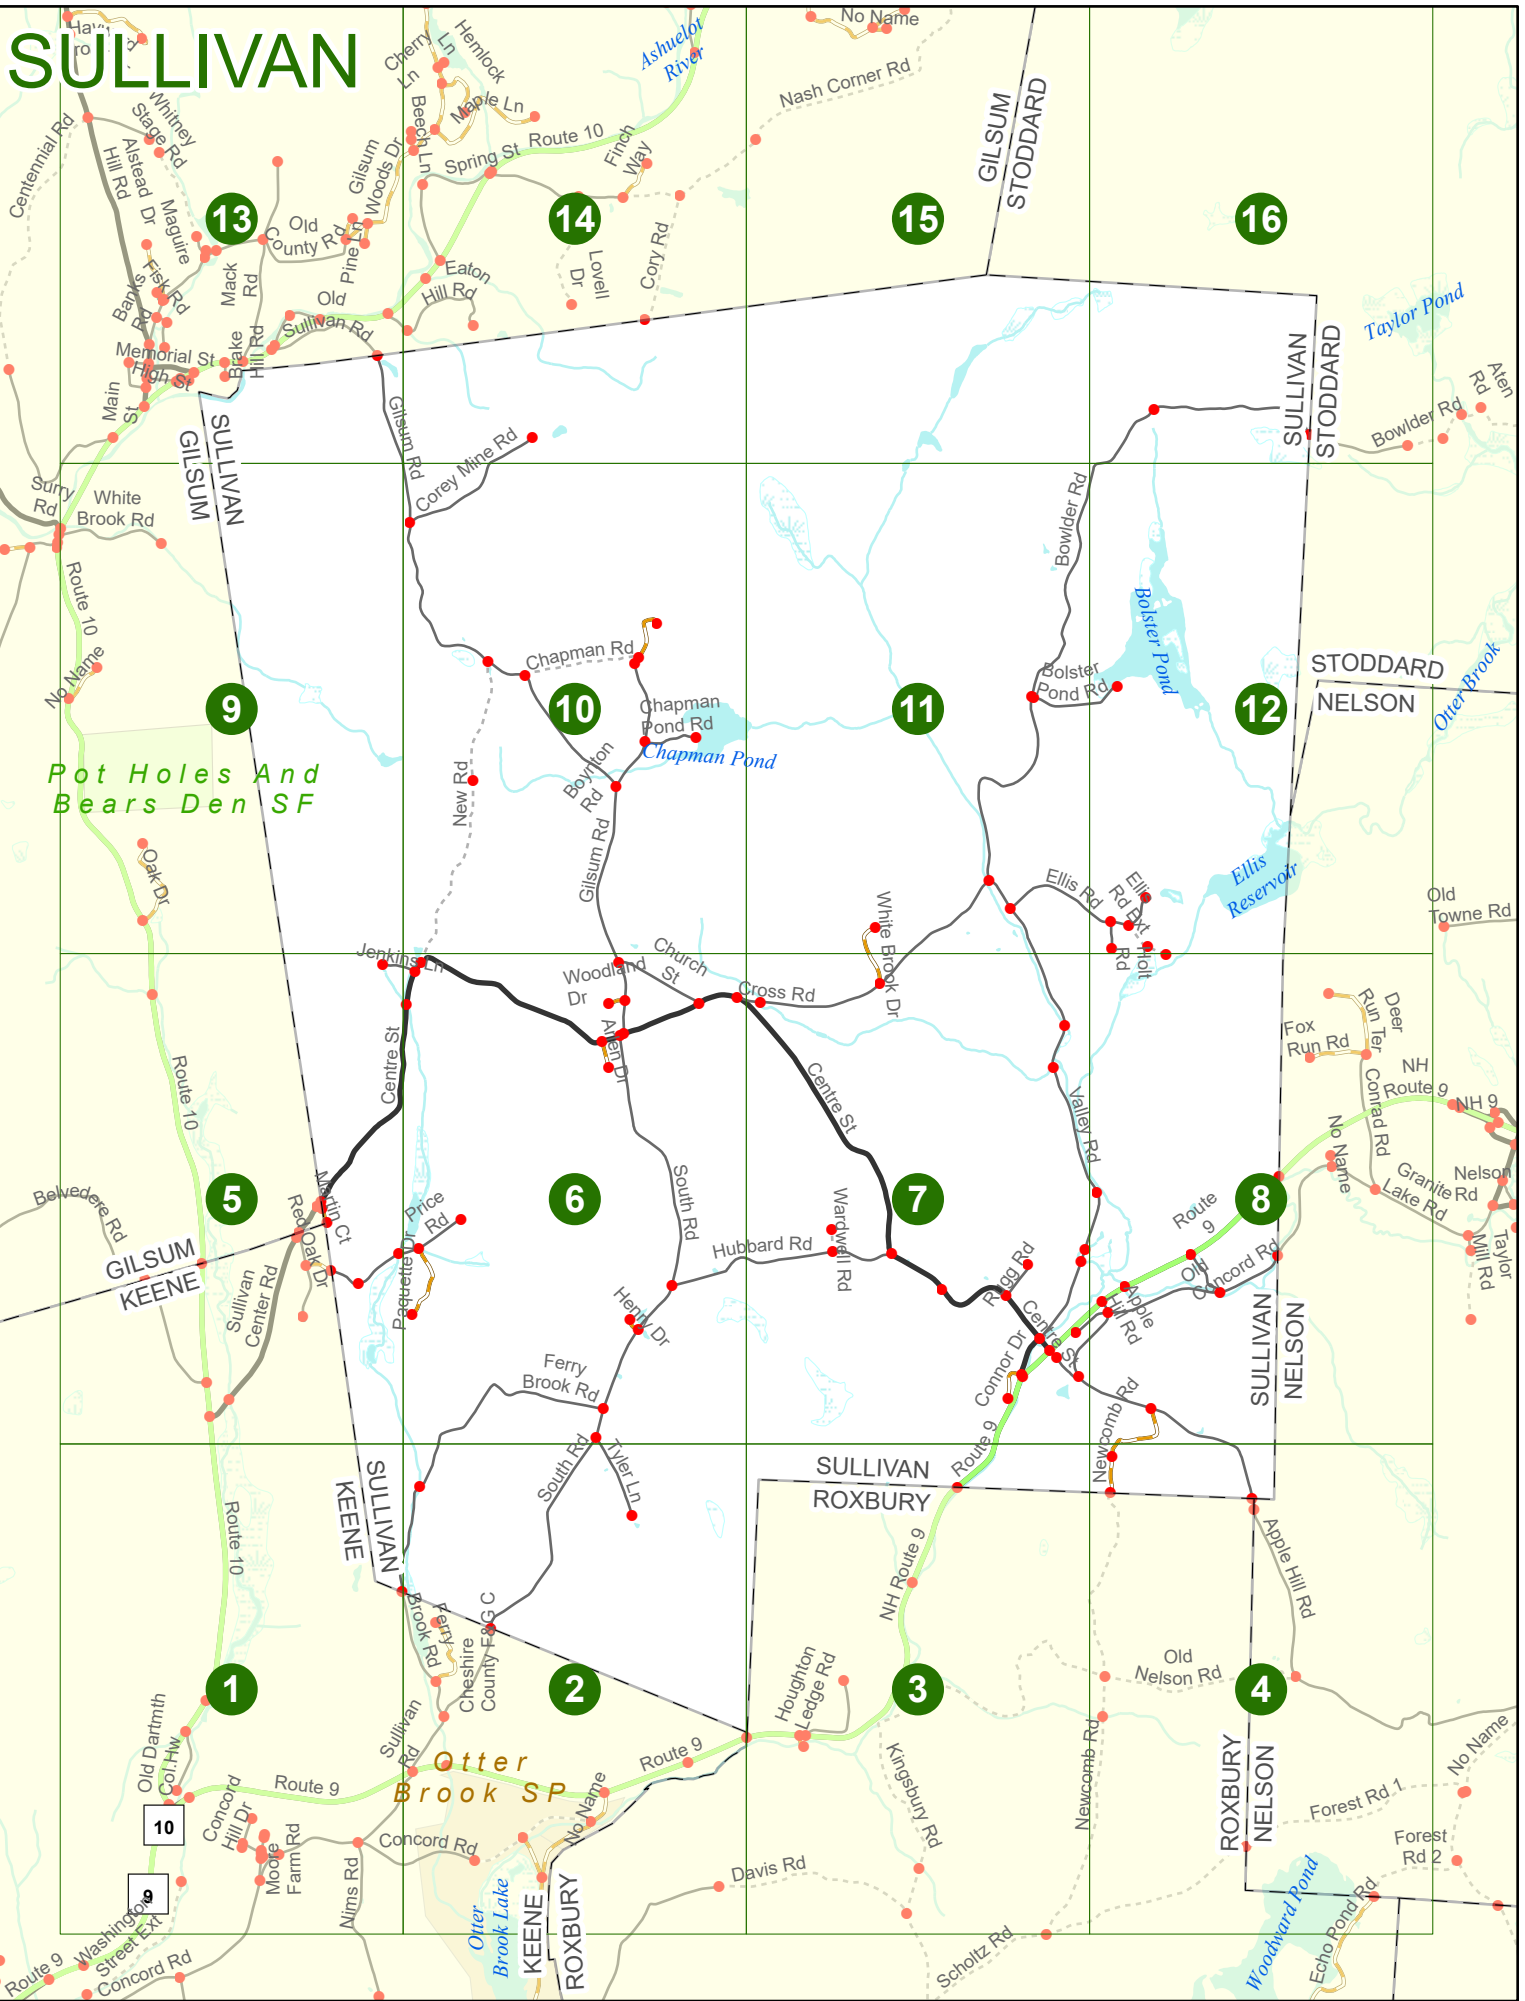 SULLIVAN
No Name
Cherry
Ln
Ln
Hemlock
Ashuelot
River
Nash Corner Rd
GILSUM
STODDARD
Centennial Rd
Whitney
Stage Rd
Alstead
Hill Rd
Dr
Maguire
Gilsum
Woods Dr
Beech Ln
Maple Ln
Spring St
Route 10
Finch
Way
13
14
15
16
Old
County Rd
Pine Ln
Mack
Rd
Fisk Rd
Banks
Rd
Eaton
Hill Rd
Lovell
Dr
Cory Rd
Old
Sullivan Rd
Memorial St
High St
Brake
Hill Rd
Main
St
Taylor Pond
SULLIVAN
STODDARD
Aten
Rd
Bowlder Rd
SULLIVAN
GILSUM
Gilsum Rd
Corey Mine Rd
Surry
Rd
White
Brook Rd
Bowlder Rd
Route 10
No Name
Chapman Rd
Bolster Pond
Bolster
Pond Rd
STODDARD
NELSON
Otter Brook
9
10
11
12
Chapman
Pond Rd
Chapman Pond
Pot Holes And
Bears Den SF
New Rd
Boynton
Rd
Gilsum Rd
Oak Dr
Ellis
Reservoir
Ellis Rd
Ellis
Rd Ext
Holt
Rd
White Brook Dr
Old
Towne Rd
Jenkins Ln
Woodland
Dr
Church
St
Cross Rd
Arlen Dr
Centre St
Centre St
Route 10
Fox
Run Rd
Deer
Run Ter
Conrad Rd
NH
Route 9
NH 9
No Name
Valley Rd
South Rd
Belvedere Rd
Martin Ct
Red Oak Dr
Price
Rd
Paquette Dr
5
6
7
8
Wardwell Rd
Hubbard Rd
Rugg Rd
Route
9
Old
Concord Rd
Granite
Lake Rd
Nelson
Rd
Taylor
Mill Rd
GILSUM
KEENE
Sullivan
Center Rd
Henry Dr
Apple
Hill Rd
Centre St
Connor Dr
SULLIVAN
NELSON
Ferry
Brook Rd
Newcomb Rd
Route 9
South Rd
Tyler Ln
SULLIVAN
KEENE
SULLIVAN
ROXBURY
Route 10
NH Route 9
Apple Hill Rd
Ferry
Brook Rd
Cheshire
County F&G C
1
2
3
4
Old
Nelson Rd
Houghton
Ledge Rd
Old Dartmth
Col.Hw
Sullivan
Rd
Otter
Brook SP
Route 9
Route 9
No Name
Kingsbury Rd
Newcomb Rd
ROXBURY
NELSON
No Name
Forest Rd 1
Forest
Rd 2
10
Concord
Hill Dr
Moore
Farm Rd
Concord Rd
Nims Rd
Davis Rd
9
Washington
Street Ext
Route 9
Concord Rd
Otter
Brook Lake
KEENE
ROXBURY
Scholtz Rd
Woodward Pond
Echo Pond Rd